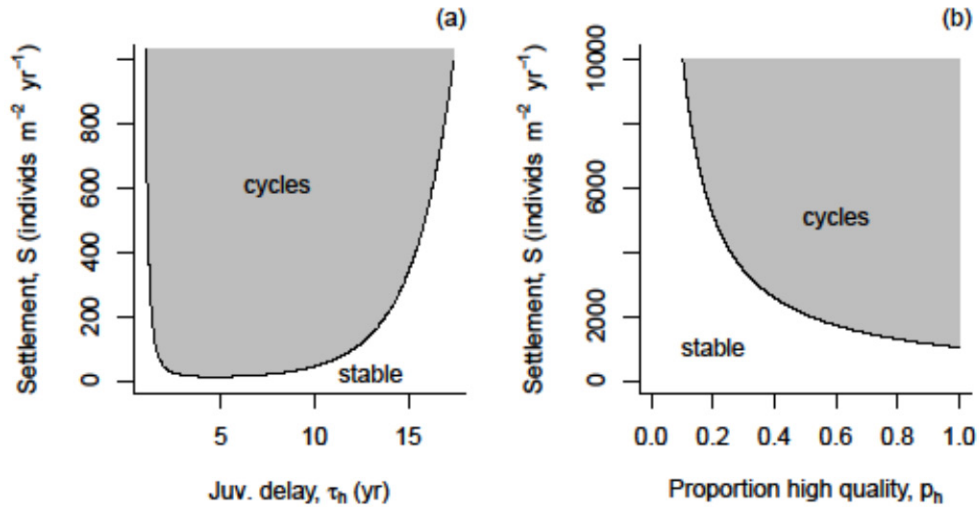 (a)
Settlement, S (individs m⁻² yr⁻¹)
800
600
400
200
0
cycles
stable
5 10 15
Juv. delay, τh (yr)
(b)
Settlement, S (individs m⁻² yr⁻¹)
10000
6000
2000
0
cycles
stable
0.0 0.2 0.4 0.6 0.8 1.0
Proportion high quality, ph